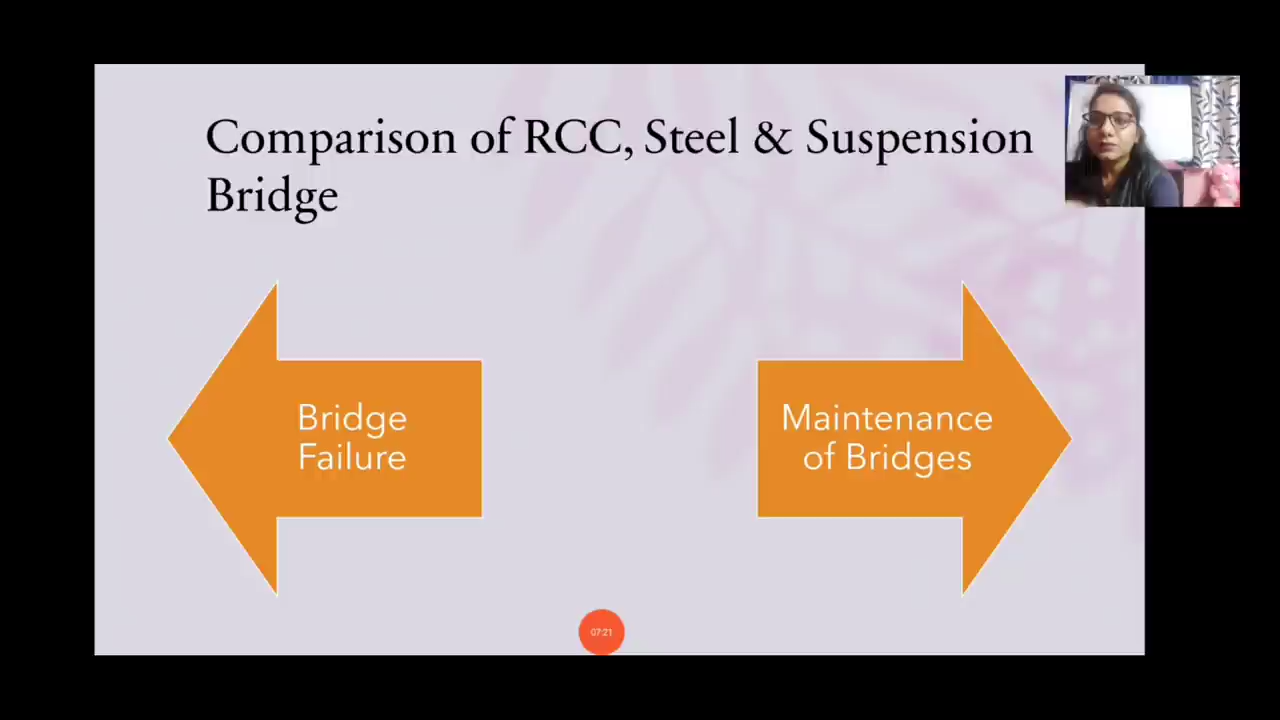 Comparison of RCC, Steel & Suspension
Bridge
Bridge
Failure
Maintenance
of Bridges
07:21